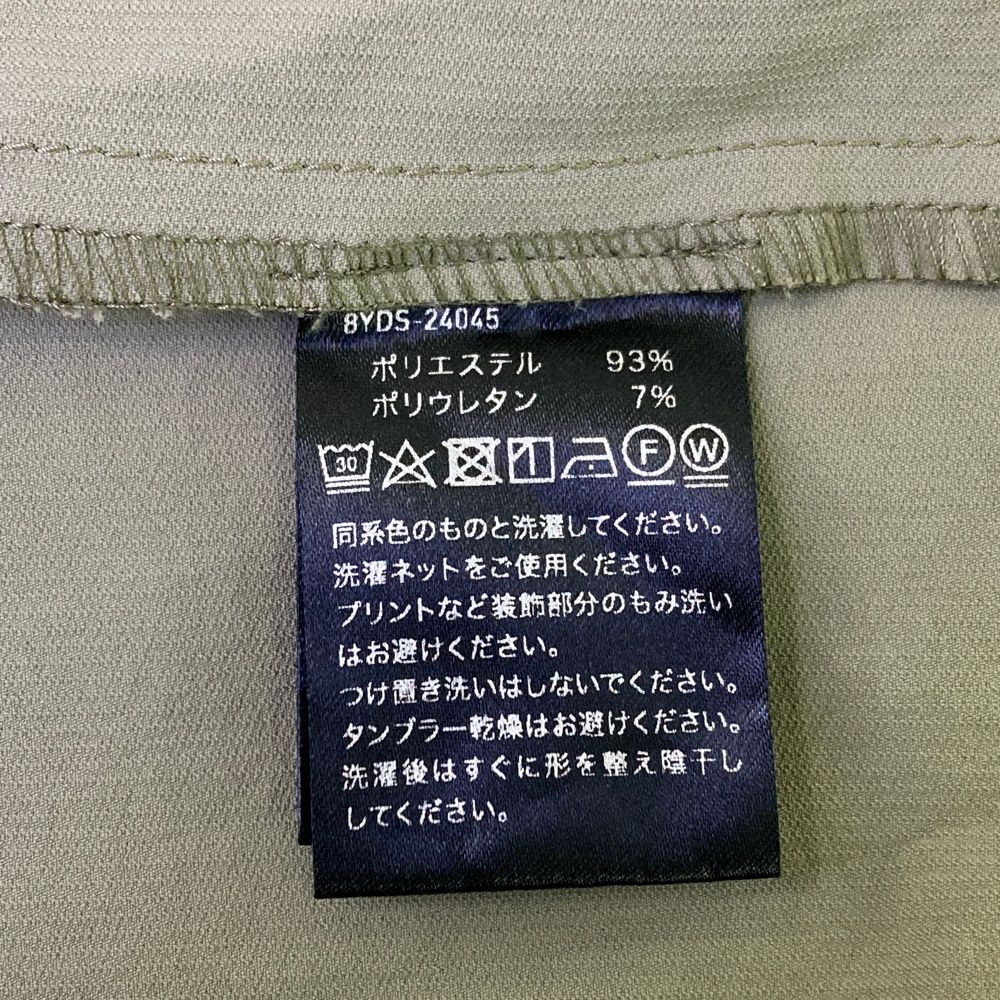 8YDS-24045
ポリエステル 93%
ポリウレタン 7%
30 F W
同系色のものと洗濯してください。
洗濯ネットをご使用ください。
プリントなど装飾部分のもみ洗い
はお避けください。
つけ置き洗いはしないでください。
タンブラー乾燥はお避けください。
洗濯後はすぐに形を整え陰干し
してください。